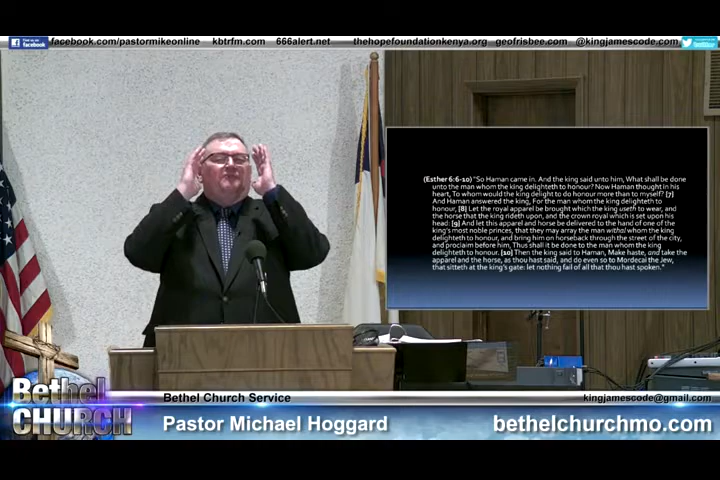 Find us on facebook
facebook.com/pastormikeonline kbtrfm.com 666alert.net thehopefoundationkenya.org geofrisbee.com @kingjamescode.com twitter
(Esther 6:6-10) "So Haman came in. And the king said unto him, What shall be done
unto the man whom the king delighteth to honour? Now Haman thought in his
heart, To whom would the king delight to do honour more than to myself? [7]
And Haman answered the king, For the man whom the king delighteth to
honour, [8] Let the royal apparel be brought which the king useth to wear, and
the horse that the king rideth upon, and the crown royal which is set upon his
head: [9] And let this apparel and horse be delivered to the hand of one of the
king's most noble princes, that they may array the man withal whom the king
delighteth to honour, and bring him on horseback through the street of the city,
and proclaim before him, Thus shall it be done to the man whom the king
delighteth to honour. [10] Then the king said to Haman, Make haste, and take the
apparel and the horse, as thou hast said, and do even so to Mordecai the Jew,
that sitteth at the king's gate: let nothing fail of all that thou hast spoken."
Bethel
CHURCH
Bethel Church Service kingjamescode@gmail.com
Pastor Michael Hoggard bethelchurchmo.com